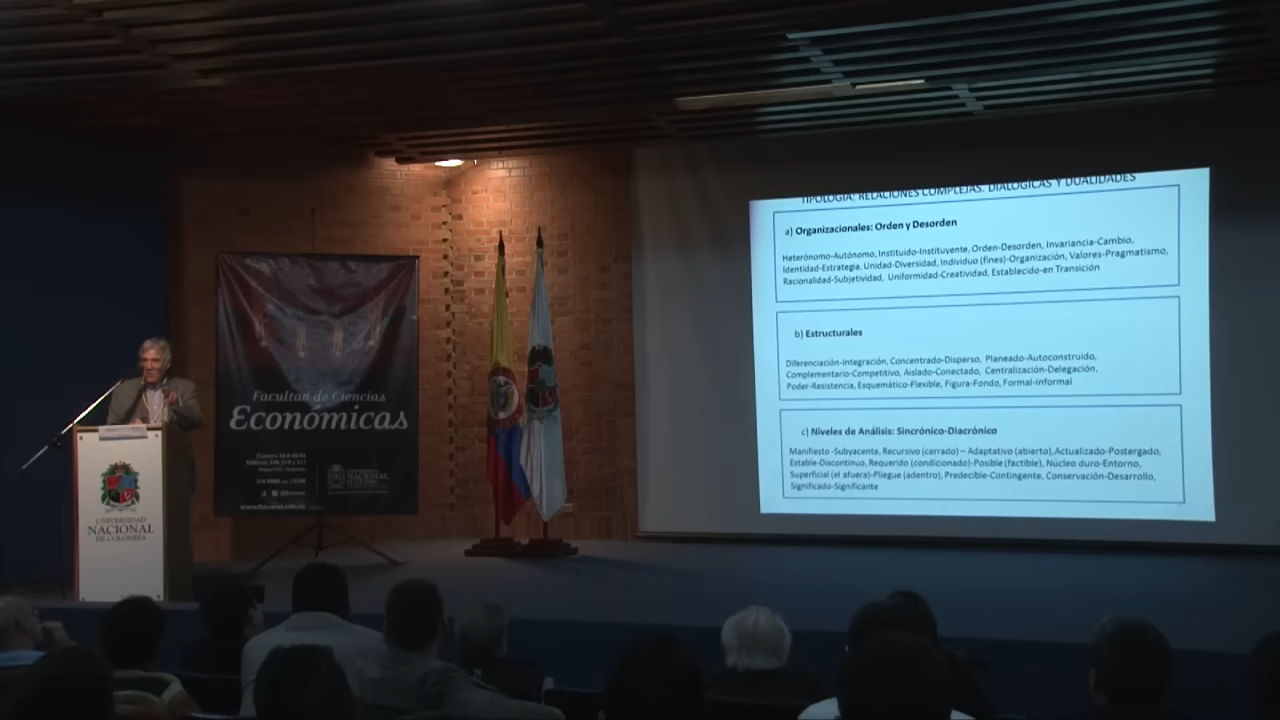 TIPOLOGIA: RELACIONES COMPLEJAS. DIALOGICAS Y DUALIDADES
a) Organizacionales: Orden y Desorden
Heterónomo-Autónomo, Instituido-Instituyente, Orden-Desorden, Invariancia-Cambio,
Identidad-Estrategia, Unidad-Diversidad, Individuo (fines)-Organización, Valores-Pragmatismo,
Racionalidad-Subjetividad, Uniformidad-Creatividad, Establecido-en Transición
b) Estructurales
Diferenciación-Integración, Concentrado-Disperso, Planeado-Autoconstruido,
Complementario-Competitivo, Aislado-Conectado, Centralización-Delegación,
Poder-Resistencia, Esquemático-Flexible, Figura-Fondo, Formal-Informal
c) Niveles de Análisis: Sincrónico-Diacrónico
Manifiesto -Subyacente, Recursivo (cerrado) – Adaptativo (abierto),Actualizado-Postergado,
Estable-Discontinuo, Requerido (condicionado)-Posible (factible), Núcleo duro-Entorno,
Superficial (el afuera)-Pliegue (adentro), Predecible-Contingente, Conservación-Desarrollo,
Significado-Significante
Facultad de Ciencias
Económicas
UNIVERSIDAD
NACIONAL
DE COLOMBIA
UNIVERSIDAD
NACIONAL
DE COLOMBIA